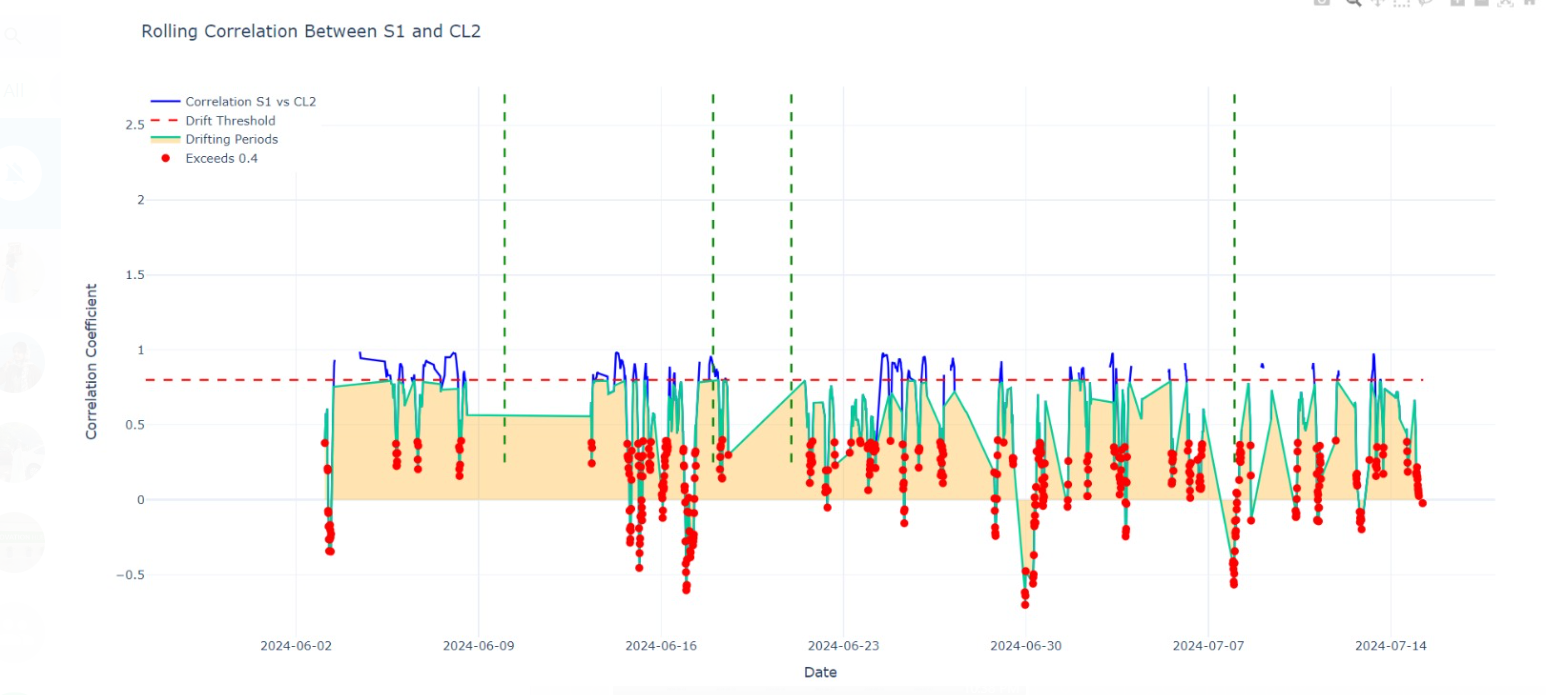 Rolling Correlation Between S1 and CL2
Correlation S1 vs CL2
Drift Threshold
Drifting Periods
Exceeds 0.4
2.5
2
1.5
1
0.5
0
−0.5
Correlation Coefficient
2024-06-02
2024-06-09
2024-06-16
2024-06-23
2024-06-30
2024-07-07
2024-07-14
Date
All